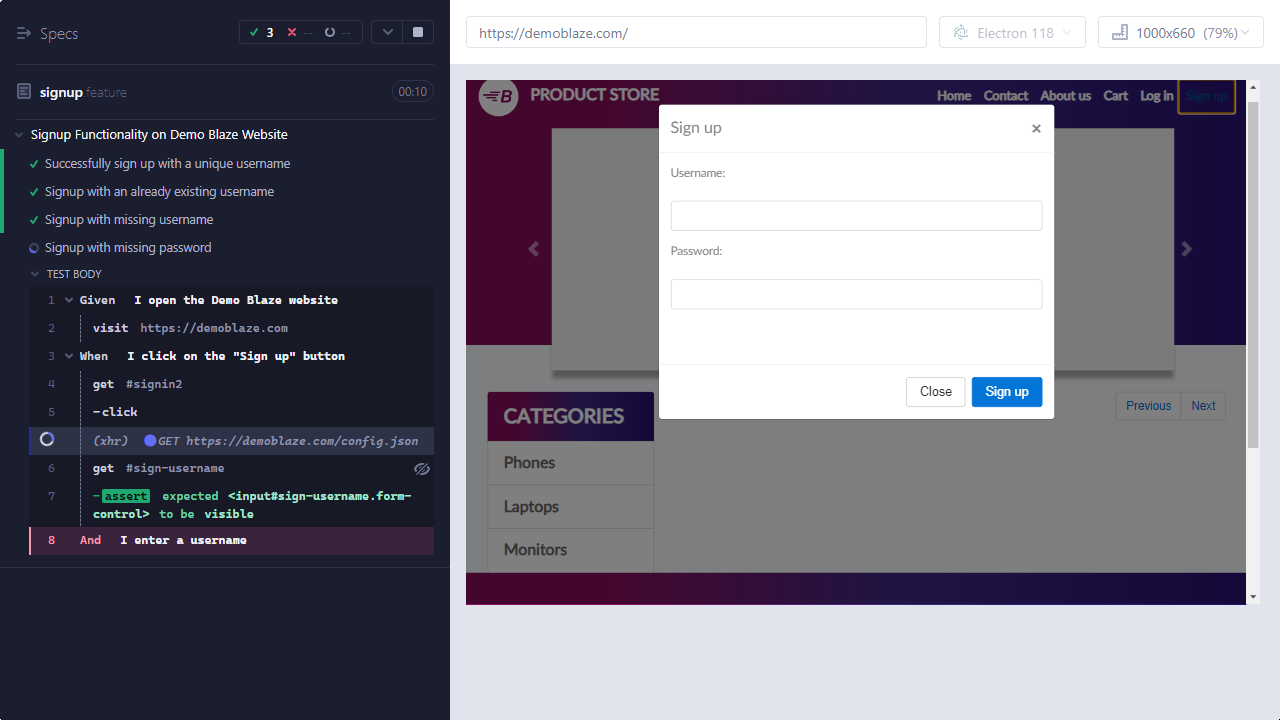 Specs
3
--
--
https://demoblaze.com/
Electron 118
1000x660 (79%)
signup.feature
00:10
Signup Functionality on Demo Blaze Website
Successfully sign up with a unique username
Signup with an already existing username
Signup with missing username
Signup with missing password
TEST BODY
1 Given I open the Demo Blaze website
2 visit https://demoblaze.com
3 When I click on the "Sign up" button
4 get #signin2
5 -click
(xhr) GET https://demoblaze.com/config.json
6 get #sign-username
7 -assert expected <input#sign-username.form-
control> to be visible
8 And I enter a username
PRODUCT STORE
Home Contact About us Cart Log in Sign up
Sign up
×
Username:
Password:
Close Sign up
CATEGORIES
Phones
Laptops
Monitors
Previous Next